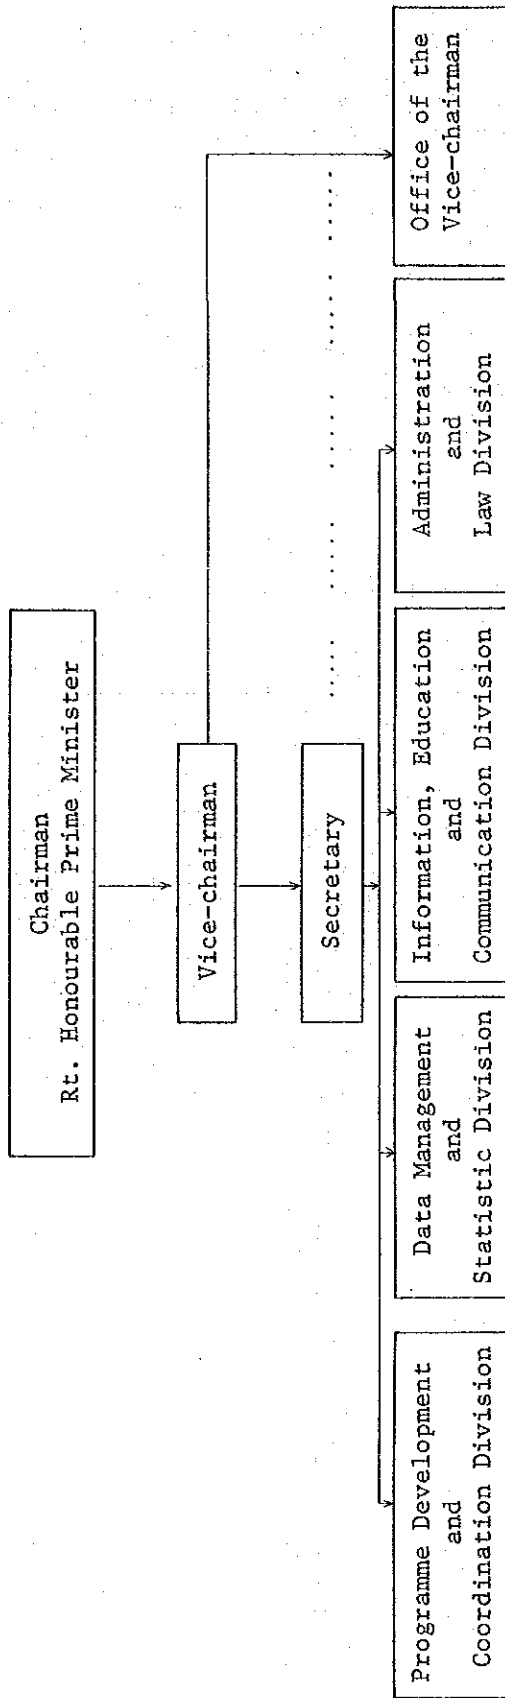 Chairman
Rt. Honourable Prime Minister
Vice-chairman
Secretary
Programme Development
and
Coordination Division
Data Management
and
Statistic Division
Information, Education
and
Communication Division
Administration
and
Law Division
Office of the
Vice-chairman